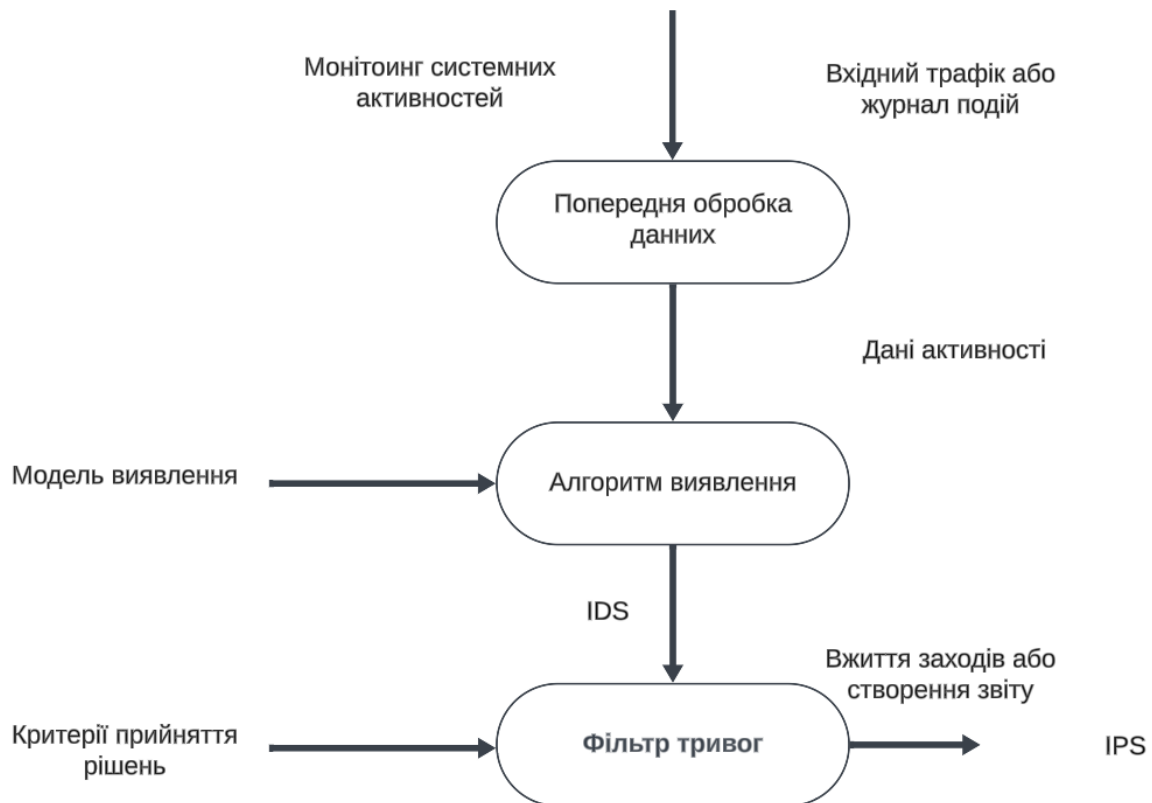 Монітоинг системних
активностей
Вхідний трафік або
журнал подій
Попередня обробка
данних
Дані активності
Модель виявлення
Алгоритм виявлення
IDS
Вжиття заходів або
створення звіту
Критерії прийняття
рішень
Фільтр тривог
IPS